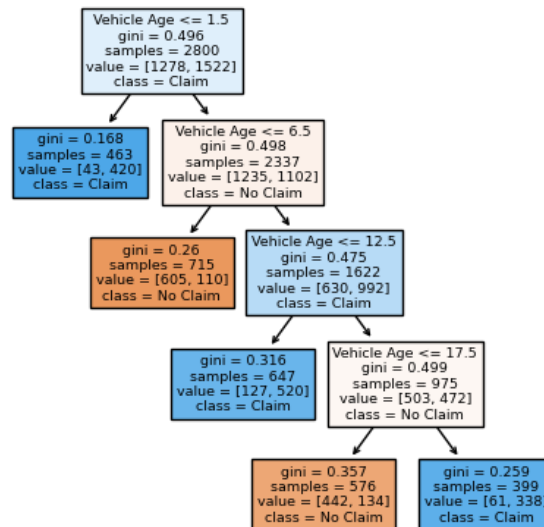 Vehicle Age <= 1.5
gini = 0.496
samples = 2800
value = [1278, 1522]
class = Claim
gini = 0.168
samples = 463
value = [43, 420]
class = Claim
Vehicle Age <= 6.5
gini = 0.498
samples = 2337
value = [1235, 1102]
class = No Claim
gini = 0.26
samples = 715
value = [605, 110]
class = No Claim
Vehicle Age <= 12.5
gini = 0.475
samples = 1622
value = [630, 992]
class = Claim
gini = 0.316
samples = 647
value = [127, 520]
class = Claim
Vehicle Age <= 17.5
gini = 0.499
samples = 975
value = [503, 472]
class = No Claim
gini = 0.357
samples = 576
value = [442, 134]
class = No Claim
gini = 0.259
samples = 399
value = [61, 338]
class = Claim